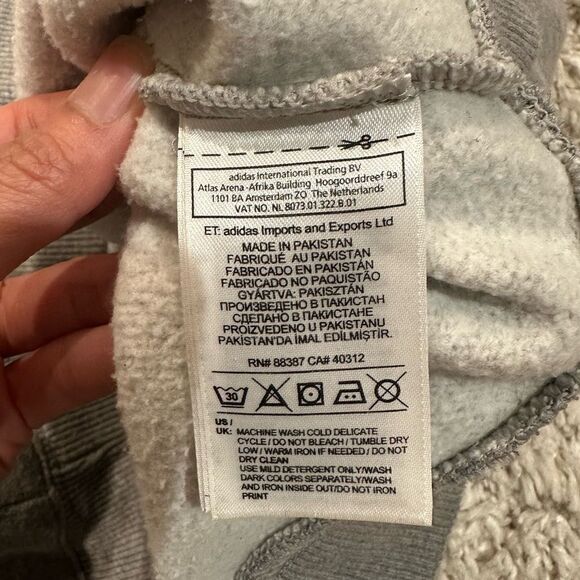 adidas International Trading BV
Atlas Arena -Afrika Building Hoogoorddreef 9a
1101 BA Amsterdam ZO The Netherlands
VAT NO. NL 8073.01.322.B.01
ET: adidas Imports and Exports Ltd
MADE IN PAKISTAN
FABRIQUÉ AU PAKISTAN
FABRICADO EN PAKISTÁN
FABRICADO NO PAQUISTÃO
GYÁRTVA: PAKISZTÁN
ПРОИЗВЕДЕНО В ПАКИСТАН
СДЕЛАНО В ПАКИСТАНЕ
PROIZVEDENO U PAKISTANU
PAKISTAN'DA IMAL EDİLMİŞTİR.
RN# 88387 CA# 40312
30
US /
UK: MACHINE WASH COLD DELICATE
CYCLE / DO NOT BLEACH / TUMBLE DRY
LOW / WARM IRON IF NEEDED / DO NOT
DRY CLEAN
USE MILD DETERGENT ONLY/WASH
DARK COLORS SEPARATELY/WASH
AND IRON INSIDE OUT/DO NOT IRON
PRINT